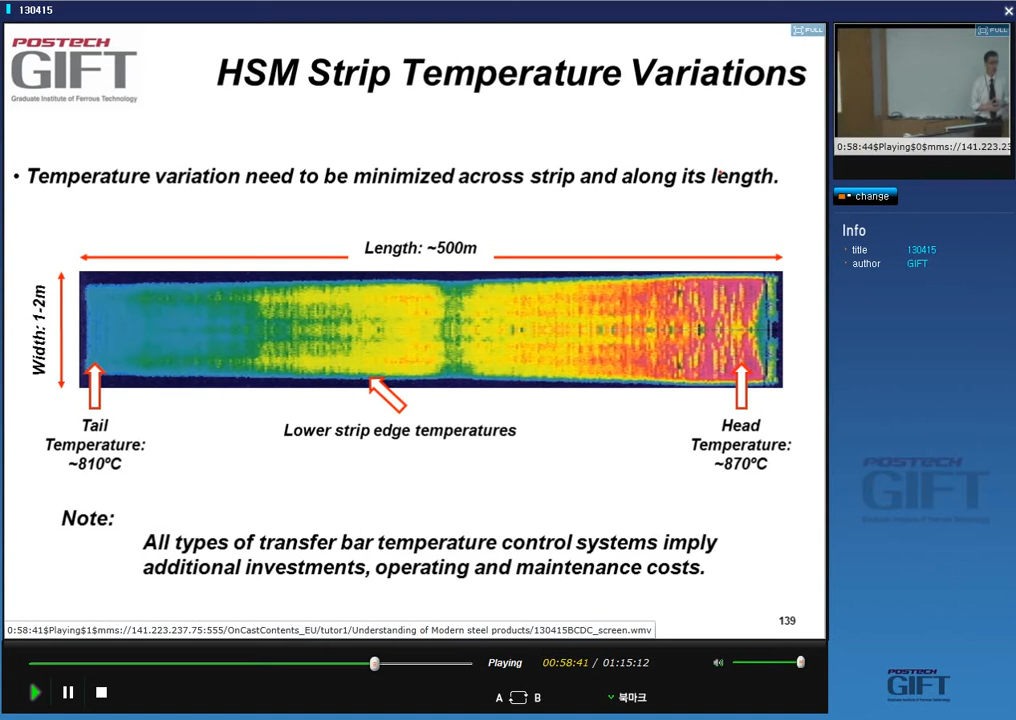 130415
POSTECH
GIFT
Graduate Institute of Ferrous Technology
HSM Strip Temperature Variations
FULL
FULL
0:58:44$Playing$0$mms://141.223.23
change
Info
title 130415
author GIFT
• Temperature variation need to be minimized across strip and along its length.
Length: ~500m
Width: 1-2m
Tail
Temperature:
~810ºC
Lower strip edge temperatures
Head
Temperature:
~870ºC
Note:
All types of transfer bar temperature control systems imply
additional investments, operating and maintenance costs.
139
POSTECH
GIFT
0:58:41$Playing$1$mms://141.223.237.75:555/OnCastContents_EU/tutor1/Understanding of Modern steel products/130415BCDC_screen.wmv
Playing
00:58:41 / 01:15:12
A B
북마크
POSTECH
GIFT